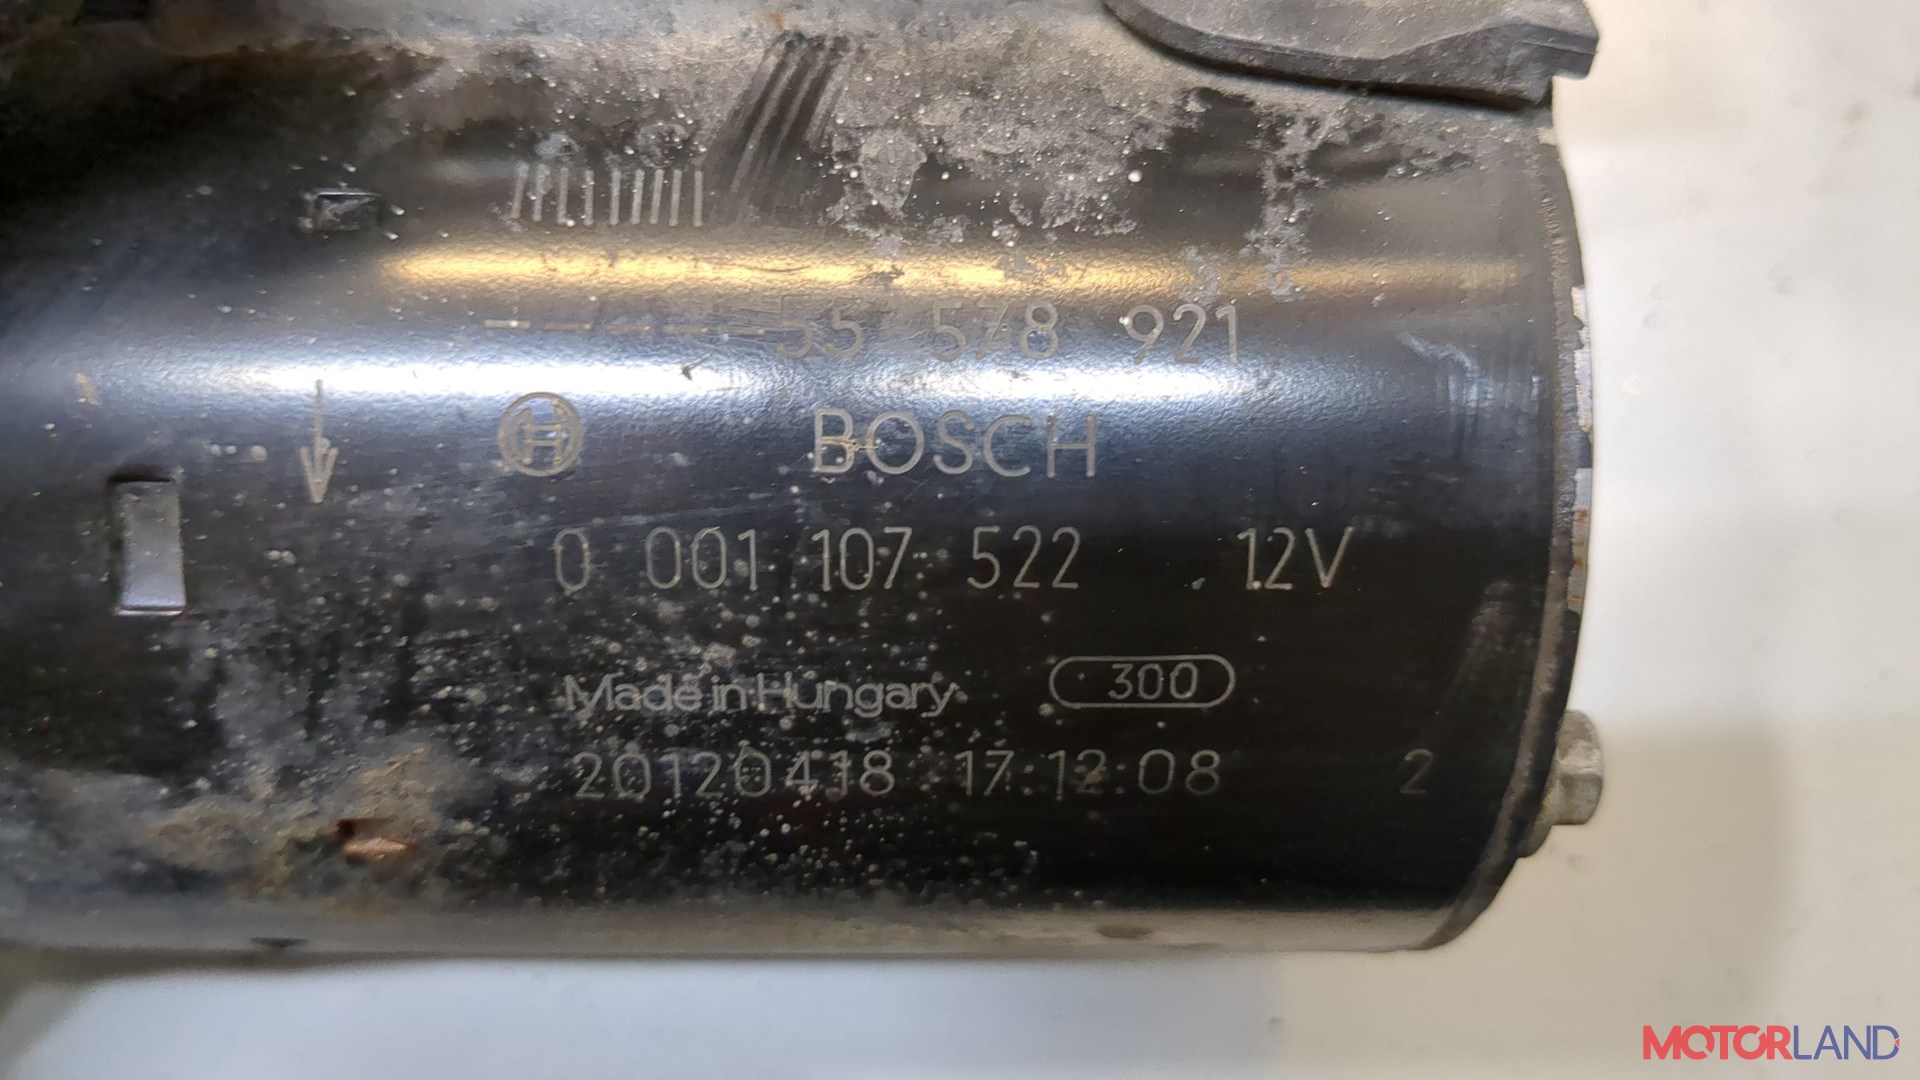 ------55 578 921
BOSCH
0 001 107 522 12V
Made in Hungary 300
20120418 17:12:08 2
MOTORLAND